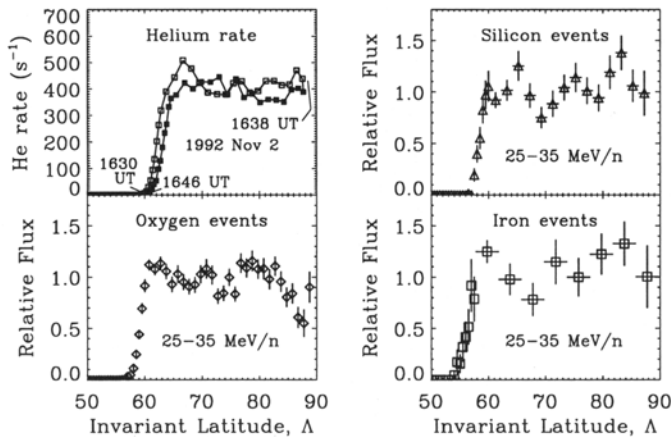 Helium rate
He rate (s⁻¹)
700
600
500
400
300
200
100
0
1630
UT
1646 UT
1992 Nov 2
1638 UT
Silicon events
Relative Flux
1.5
1.0
0.5
0.0
25-35 MeV/n
Oxygen events
Relative Flux
1.5
1.0
0.5
0.0
25-35 MeV/n
50 60 70 80 90
Invariant Latitude, Λ
Iron events
Relative Flux
1.5
1.0
0.5
0.0
25-35 MeV/n
50 60 70 80 90
Invariant Latitude, Λ